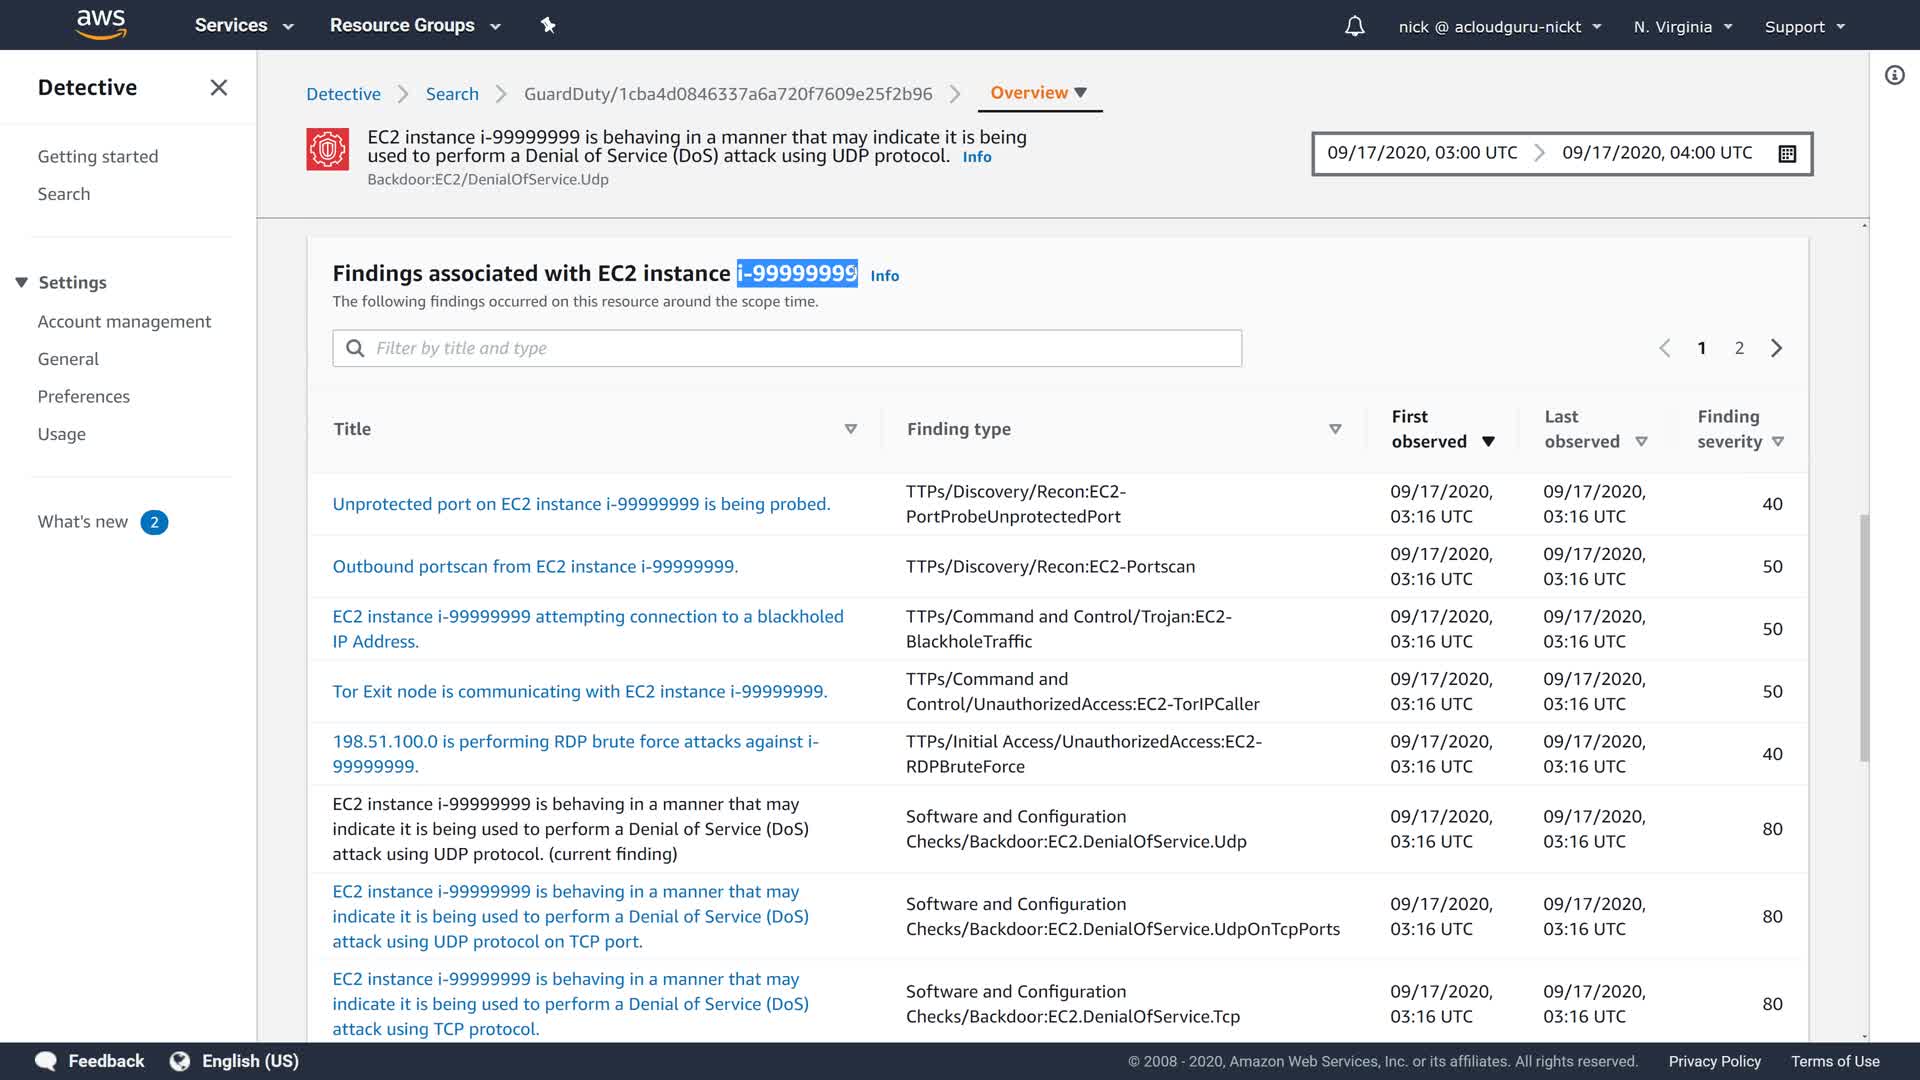 aws
Services
Resource Groups
nick @ acloudguru-nickt
N. Virginia
Support
Detective
Getting started
Search
Settings
Account management
General
Preferences
Usage
What's new 2
Detective
Search
GuardDuty/1cba4d0846337a6a720f7609e25f2b96
Overview
EC2 instance i-99999999 is behaving in a manner that may indicate it is being
used to perform a Denial of Service (DoS) attack using UDP protocol. Info
Backdoor:EC2/DenialOfService.Udp
09/17/2020, 03:00 UTC
09/17/2020, 04:00 UTC
Findings associated with EC2 instance i-99999999 Info
The following findings occurred on this resource around the scope time.
Filter by title and type
1 2
Title
Finding type
First
observed
Last
observed
Finding
severity
Unprotected port on EC2 instance i-99999999 is being probed.
TTPs/Discovery/Recon:EC2-
PortProbeUnprotectedPort
09/17/2020,
03:16 UTC
09/17/2020,
03:16 UTC
40
Outbound portscan from EC2 instance i-99999999.
TTPs/Discovery/Recon:EC2-Portscan
09/17/2020,
03:16 UTC
09/17/2020,
03:16 UTC
50
EC2 instance i-99999999 attempting connection to a blackholed
IP Address.
TTPs/Command and Control/Trojan:EC2-
BlackholeTraffic
09/17/2020,
03:16 UTC
09/17/2020,
03:16 UTC
50
Tor Exit node is communicating with EC2 instance i-99999999.
TTPs/Command and
Control/UnauthorizedAccess:EC2-TorIPCaller
09/17/2020,
03:16 UTC
09/17/2020,
03:16 UTC
50
198.51.100.0 is performing RDP brute force attacks against i-
99999999.
TTPs/Initial Access/UnauthorizedAccess:EC2-
RDPBruteForce
09/17/2020,
03:16 UTC
09/17/2020,
03:16 UTC
40
EC2 instance i-99999999 is behaving in a manner that may
indicate it is being used to perform a Denial of Service (DoS)
attack using UDP protocol. (current finding)
Software and Configuration
Checks/Backdoor:EC2.DenialOfService.Udp
09/17/2020,
03:16 UTC
09/17/2020,
03:16 UTC
80
EC2 instance i-99999999 is behaving in a manner that may
indicate it is being used to perform a Denial of Service (DoS)
attack using UDP protocol on TCP port.
Software and Configuration
Checks/Backdoor:EC2.DenialOfService.UdpOnTcpPorts
09/17/2020,
03:16 UTC
09/17/2020,
03:16 UTC
80
EC2 instance i-99999999 is behaving in a manner that may
indicate it is being used to perform a Denial of Service (DoS)
attack using TCP protocol.
Software and Configuration
Checks/Backdoor:EC2.DenialOfService.Tcp
09/17/2020,
03:16 UTC
09/17/2020,
03:16 UTC
80
Feedback
English (US)
© 2008 - 2020, Amazon Web Services, Inc. or its affiliates. All rights reserved.
Privacy Policy
Terms of Use